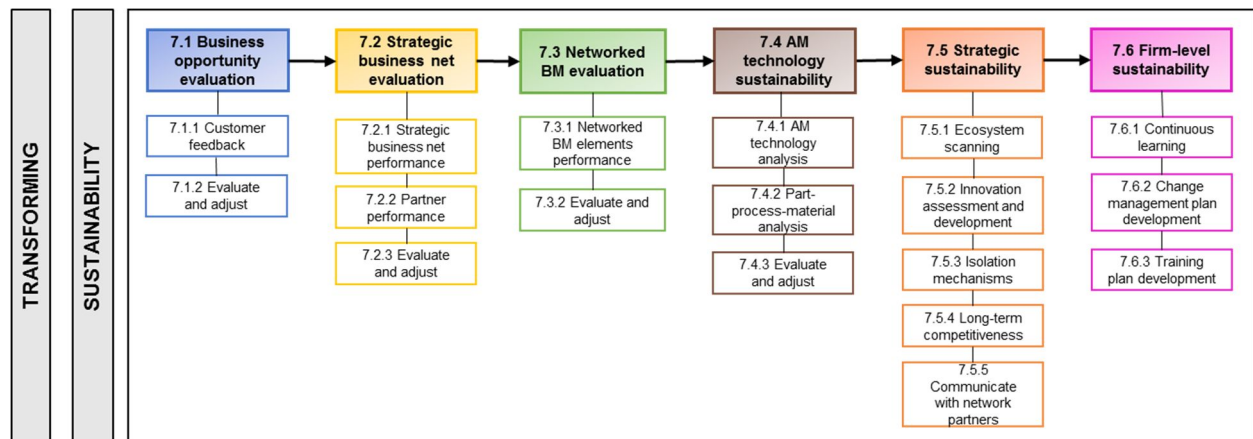 TRANSFORMING
SUSTAINABILITY
7.1 Business
opportunity
evaluation
7.1.1 Customer
feedback
7.1.2 Evaluate
and adjust
7.2 Strategic
business net
evaluation
7.2.1 Strategic
business net
performance
7.2.2 Partner
performance
7.2.3 Evaluate
and adjust
7.3 Networked
BM evaluation
7.3.1 Networked
BM elements
performance
7.3.2 Evaluate and
adjust
7.4 AM
technology
sustainability
7.4.1 AM
technology
analysis
7.4.2 Part-
process-material
analysis
7.4.3 Evaluate
and adjust
7.5 Strategic
sustainability
7.5.1 Ecosystem
scanning
7.5.2 Innovation
assessment and
development
7.5.3 Isolation
mechanisms
7.5.4 Long-term
competitiveness
7.5.5
Communicate
with network
partners
7.6 Firm-level
sustainability
7.6.1 Continuous
learning
7.6.2 Change
management plan
development
7.6.3 Training
plan development